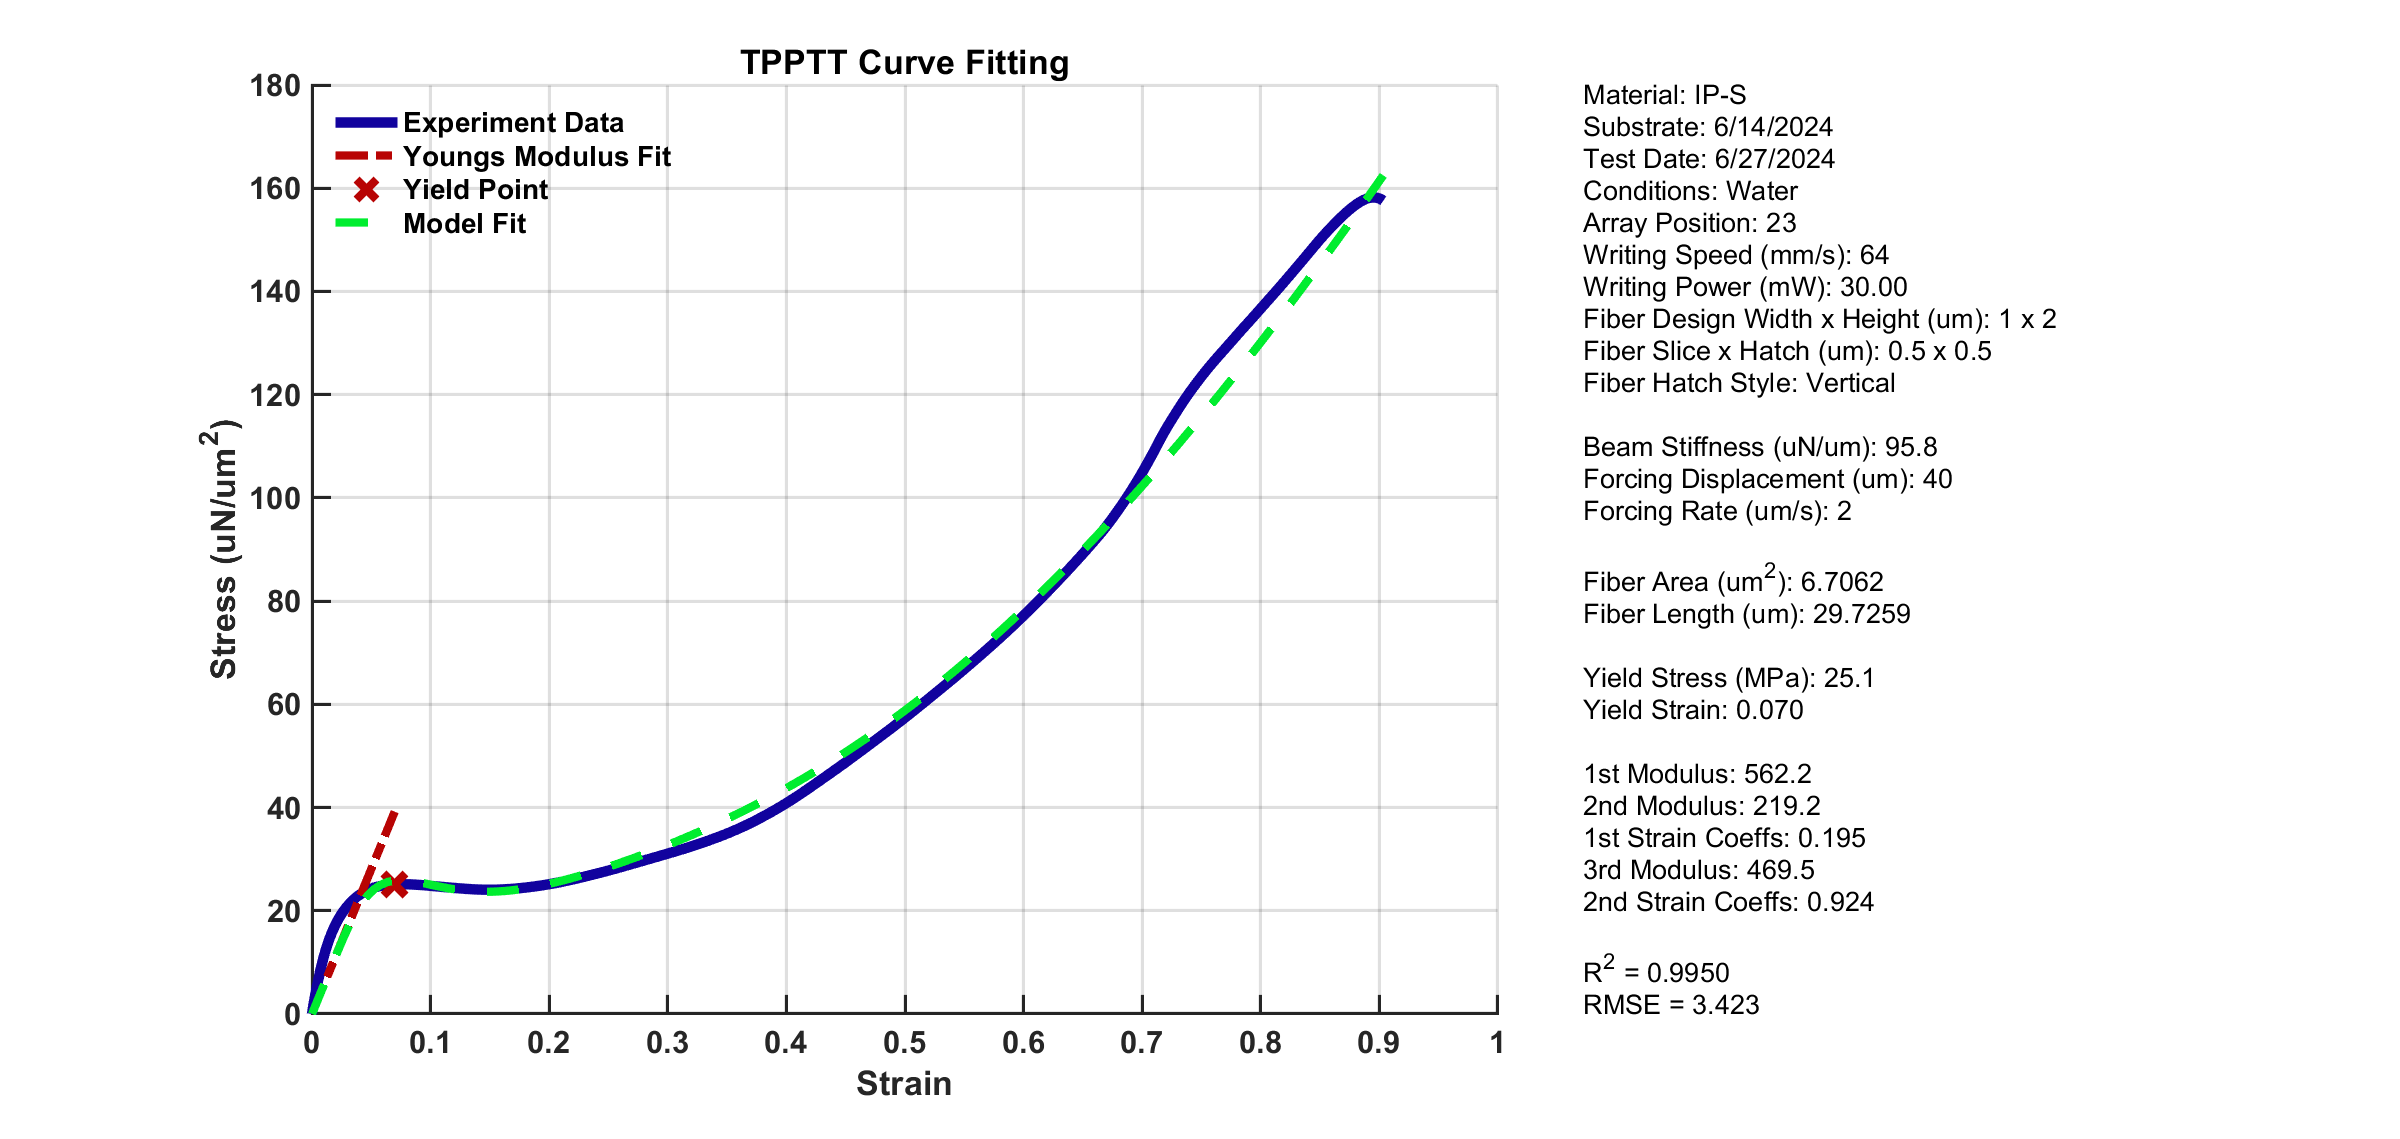 TPPTT Curve Fitting
180
160
140
120
100
80
60
40
20
0
Stress (uN/um²)
Experiment Data
Youngs Modulus Fit
Yield Point
Model Fit
0 0.1 0.2 0.3 0.4 0.5 0.6 0.7 0.8 0.9 1
Strain
Material: IP-S
Substrate: 6/14/2024
Test Date: 6/27/2024
Conditions: Water
Array Position: 23
Writing Speed (mm/s): 64
Writing Power (mW): 30.00
Fiber Design Width x Height (um): 1 x 2
Fiber Slice x Hatch (um): 0.5 x 0.5
Fiber Hatch Style: Vertical
Beam Stiffness (uN/um): 95.8
Forcing Displacement (um): 40
Forcing Rate (um/s): 2
Fiber Area (um²): 6.7062
Fiber Length (um): 29.7259
Yield Stress (MPa): 25.1
Yield Strain: 0.070
1st Modulus: 562.2
2nd Modulus: 219.2
1st Strain Coeffs: 0.195
3rd Modulus: 469.5
2nd Strain Coeffs: 0.924
R² = 0.9950
RMSE = 3.423